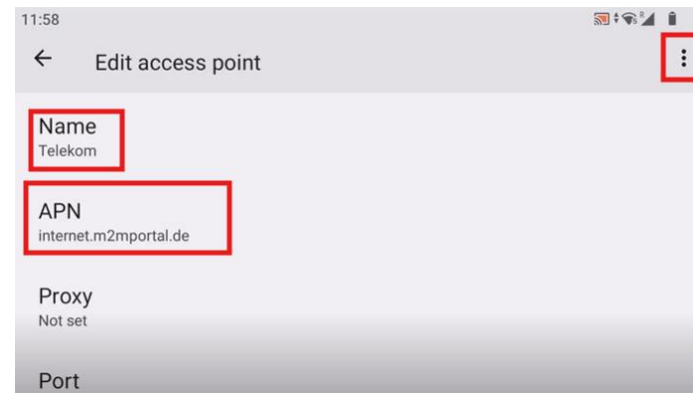 11:58
Edit access point
Name
Telekom
APN
internet.m2mportal.de
Proxy
Not set
Port